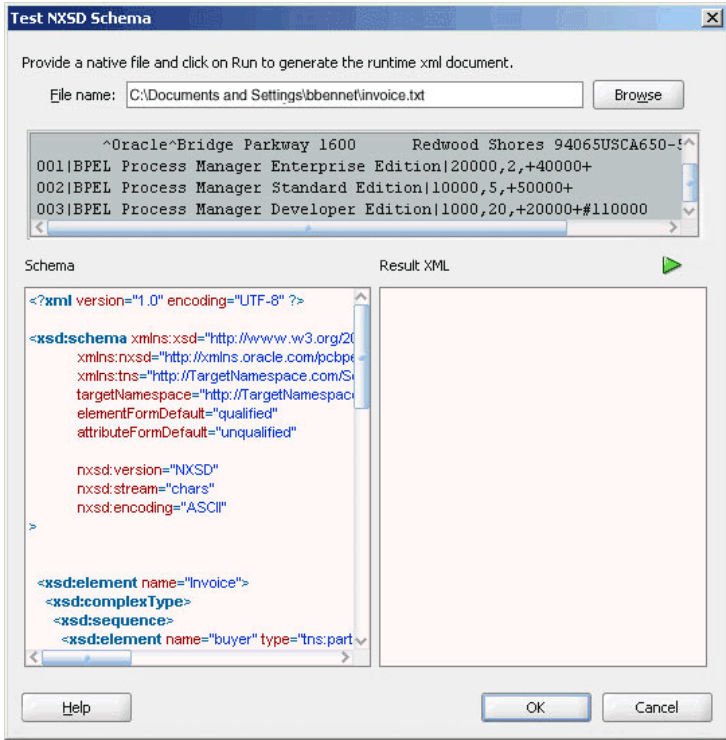 Test NXSD Schema
Provide a native file and click on Run to generate the runtime xml document.
File name: C:\Documents and Settings\bbennet\invoice.txt Browse
^Oracle^Bridge Parkway 1600 Redwood Shores 94065USCA650-5
001|BPEL Process Manager Enterprise Edition|20000,2,+40000+
002|BPEL Process Manager Standard Edition|10000,5,+50000+
003|BPEL Process Manager Developer Edition|1000,20,+20000+#110000
Schema Result XML
<?xml version="1.0" encoding="UTF-8" ?>
<xsd:schema xmlns:xsd="http://www.w3.org/20
xmlns:nxsd="http://xmlns.oracle.com/pcbpe
xmlns:tns="http://TargetNamespace.com/S
targetNamespace="http://TargetNamespace
elementFormDefault="qualified"
attributeFormDefault="unqualified"
nxsd:version="NXSD"
nxsd:stream="chars"
nxsd:encoding="ASCII"
>
<xsd:element name="Invoice">
<xsd:complexType>
<xsd:sequence>
<xsd:element name="buyer" type="tns:part
Help OK Cancel